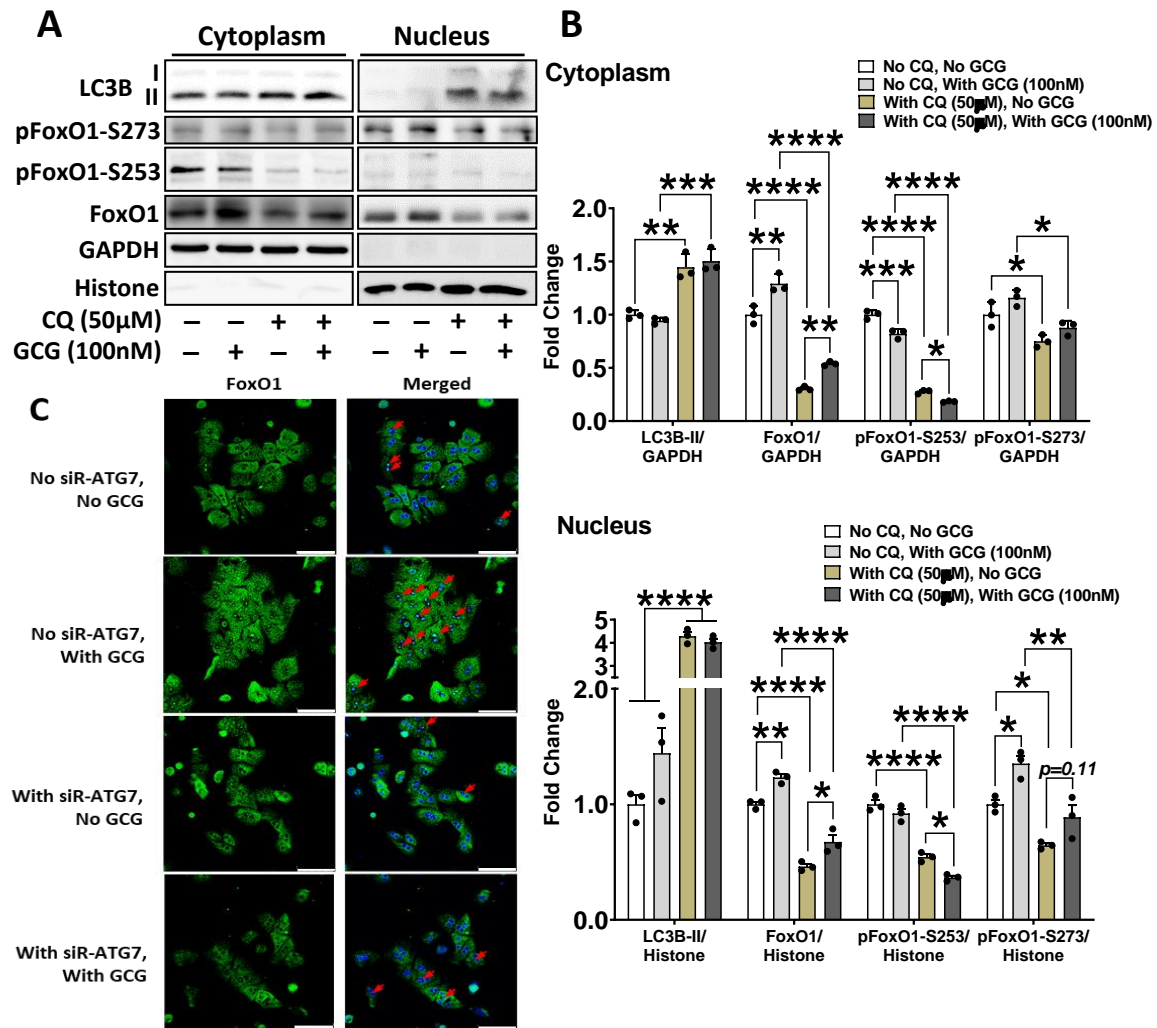 A
Cytoplasm Nucleus
LC3B I
II
pFoxO1-S273
pFoxO1-S253
FoxO1
GAPDH
Histone
CQ (50µM) – – + + – – + +
GCG (100nM) – + – + – + – +
B
Cytoplasm
No CQ, No GCG
No CQ, With GCG (100nM)
With CQ (50μM), No GCG
With CQ (50μM), With GCG (100nM)
Fold Change
2.0
1.5
1.0
0.5
0.0
**
***
**
****
****
**
***
****
****
*
*
*
LC3B-II/
GAPDH
FoxO1/
GAPDH
pFoxO1-S253/
GAPDH
pFoxO1-S273/
GAPDH
Nucleus
No CQ, No GCG
No CQ, With GCG (100nM)
With CQ (50μM), No GCG
With CQ (50μM), With GCG (100nM)
Fold Change
5
4
3
2.0
1.0
0.0
****
**
****
****
*
****
****
*
*
*
**
p=0.11
LC3B-II/
Histone
FoxO1/
Histone
pFoxO1-S253/
Histone
pFoxO1-S273/
Histone
C
FoxO1 Merged
No siR-ATG7,
No GCG
No siR-ATG7,
With GCG
With siR-ATG7,
No GCG
With siR-ATG7,
With GCG